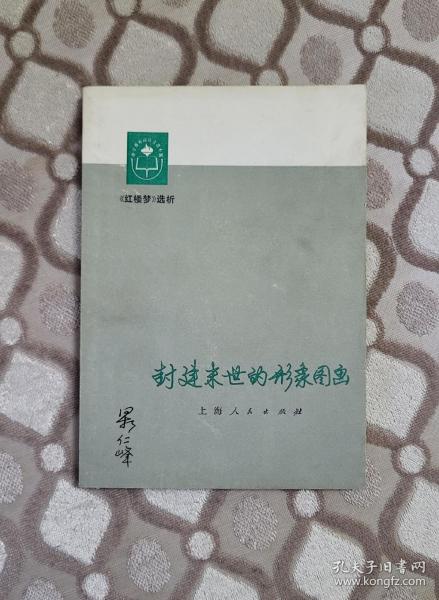 《红楼梦》选析
封建末世的形象图画
上海人民出版社
仁峰
孔夫子旧书网
www.kongfz.com